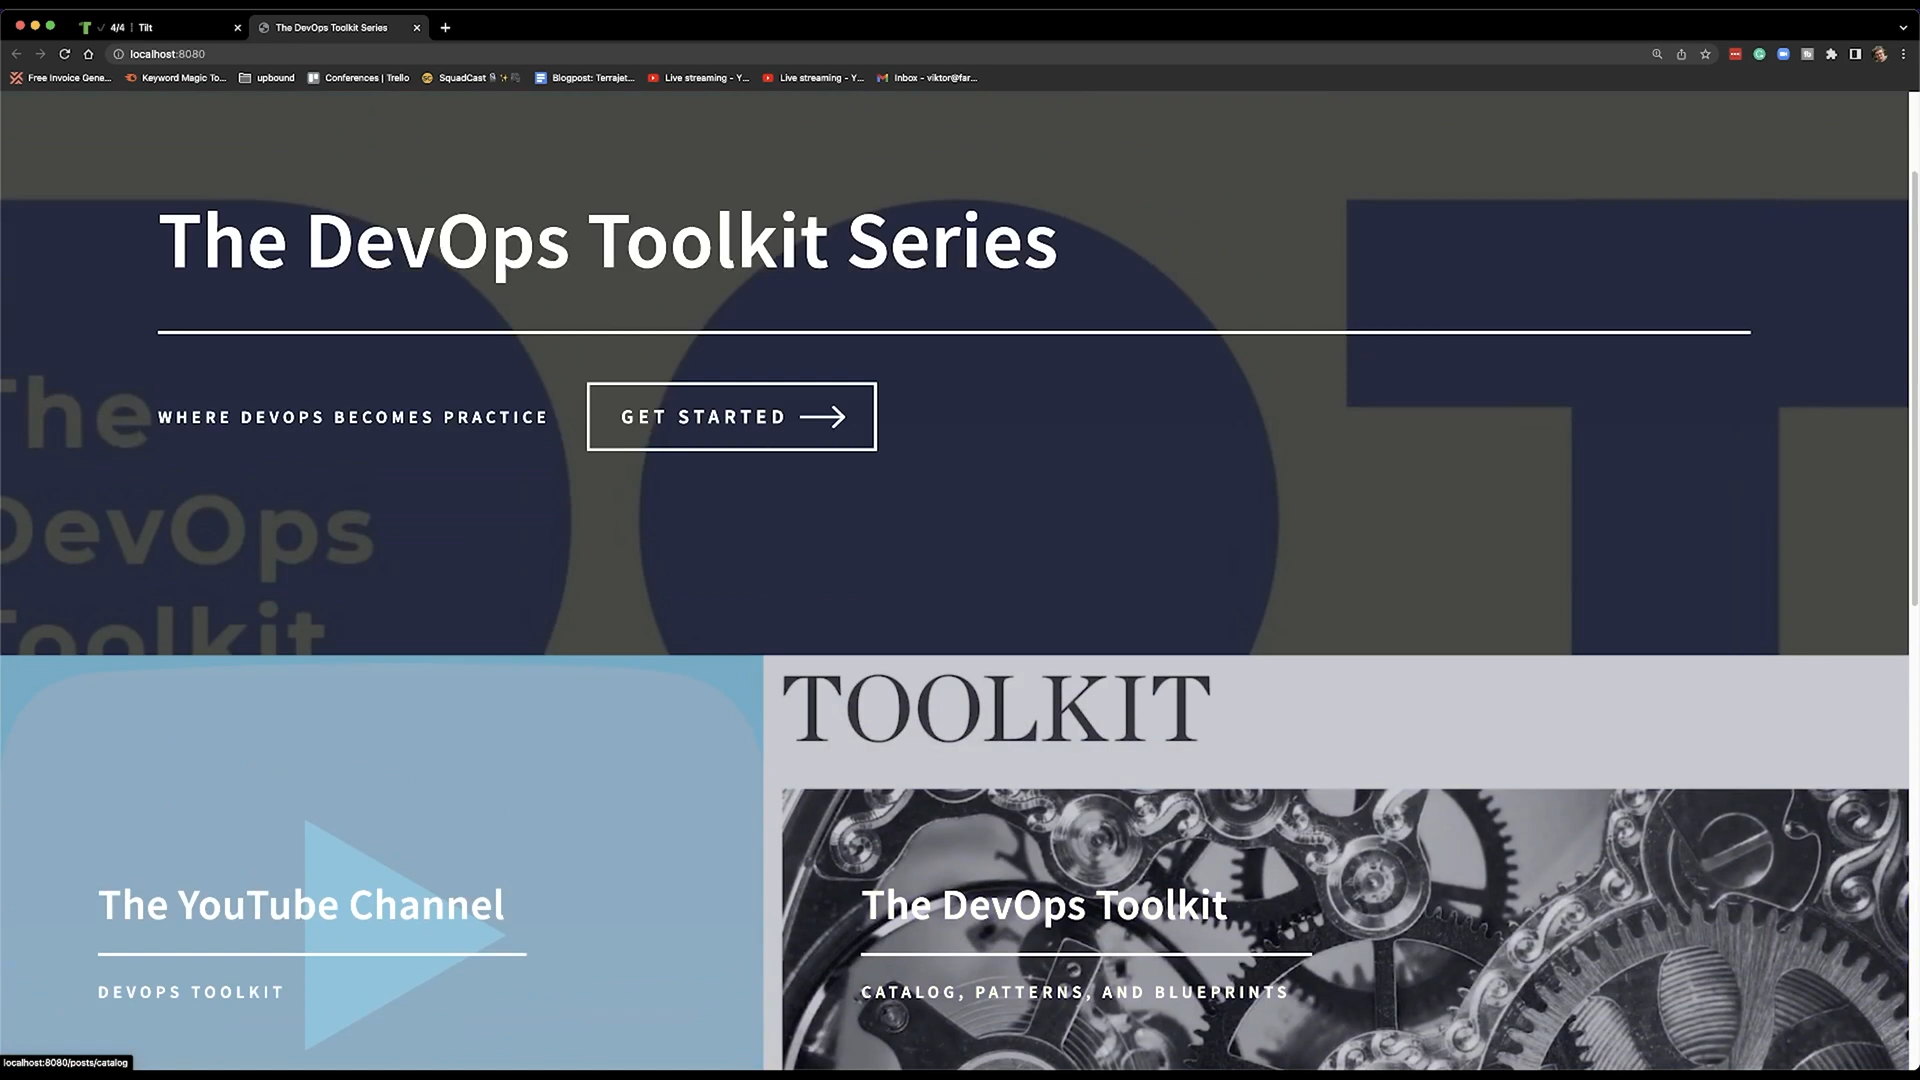 4/4 ┊ Tilt
The DevOps Toolkit Series
localhost:8080
Free Invoice Gene...
Keyword Magic To...
upbound
Conferences | Trello
SquadCast
Blogpost: Terrajet...
Live streaming - Y...
Live streaming - Y...
Inbox - viktor@far...
The DevOps Toolkit Series
WHERE DEVOPS BECOMES PRACTICE
GET STARTED
The
DevOps
Toolkit
TOOLKIT
The YouTube Channel
DEVOPS TOOLKIT
The DevOps Toolkit
CATALOG, PATTERNS, AND BLUEPRINTS
localhost:8080/posts/catalog